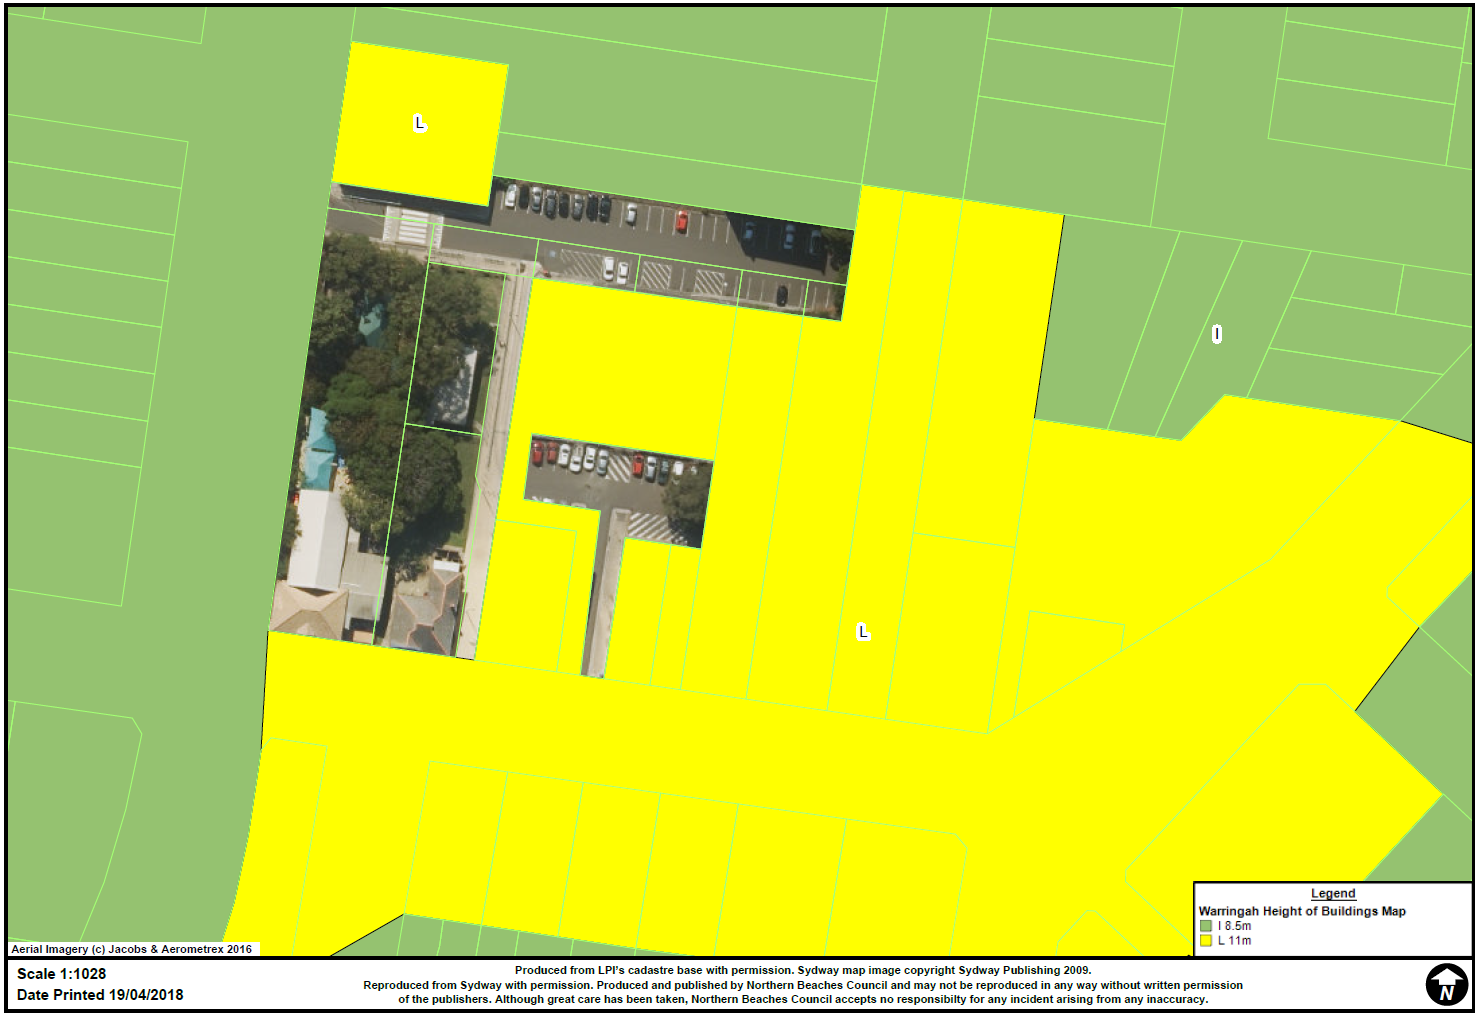 L
I
L
Legend
Warringah Height of Buildings Map
I 8.5m
L 11m
Aerial Imagery (c) Jacobs & Aerometrex 2016
Scale 1:1028
Date Printed 19/04/2018
Produced from LPI's cadastre base with permission. Sydway map image copyright Sydway Publishing 2009.
Reproduced from Sydway with permission. Produced and published by Northern Beaches Council and may not be reproduced in any way without written permission
of the publishers. Although great care has been taken, Northern Beaches Council accepts no responsibilty for any incident arising from any inaccuracy.
N